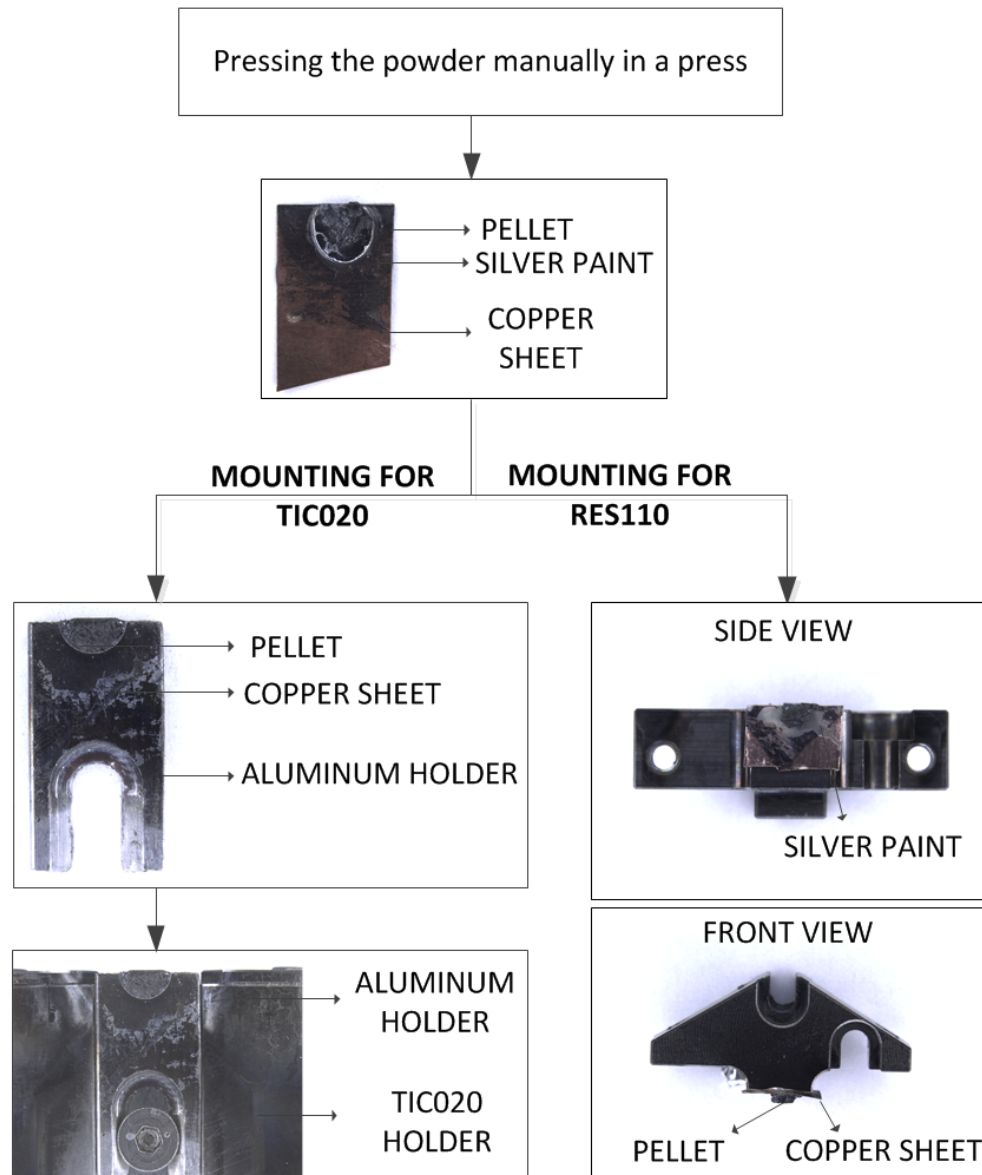 Pressing the powder manually in a press
PELLET
SILVER PAINT
COPPER
SHEET
MOUNTING FOR
TIC020
MOUNTING FOR
RES110
PELLET
COPPER SHEET
ALUMINUM HOLDER
ALUMINUM
HOLDER
TIC020
HOLDER
SIDE VIEW
SILVER PAINT
FRONT VIEW
PELLET
COPPER SHEET